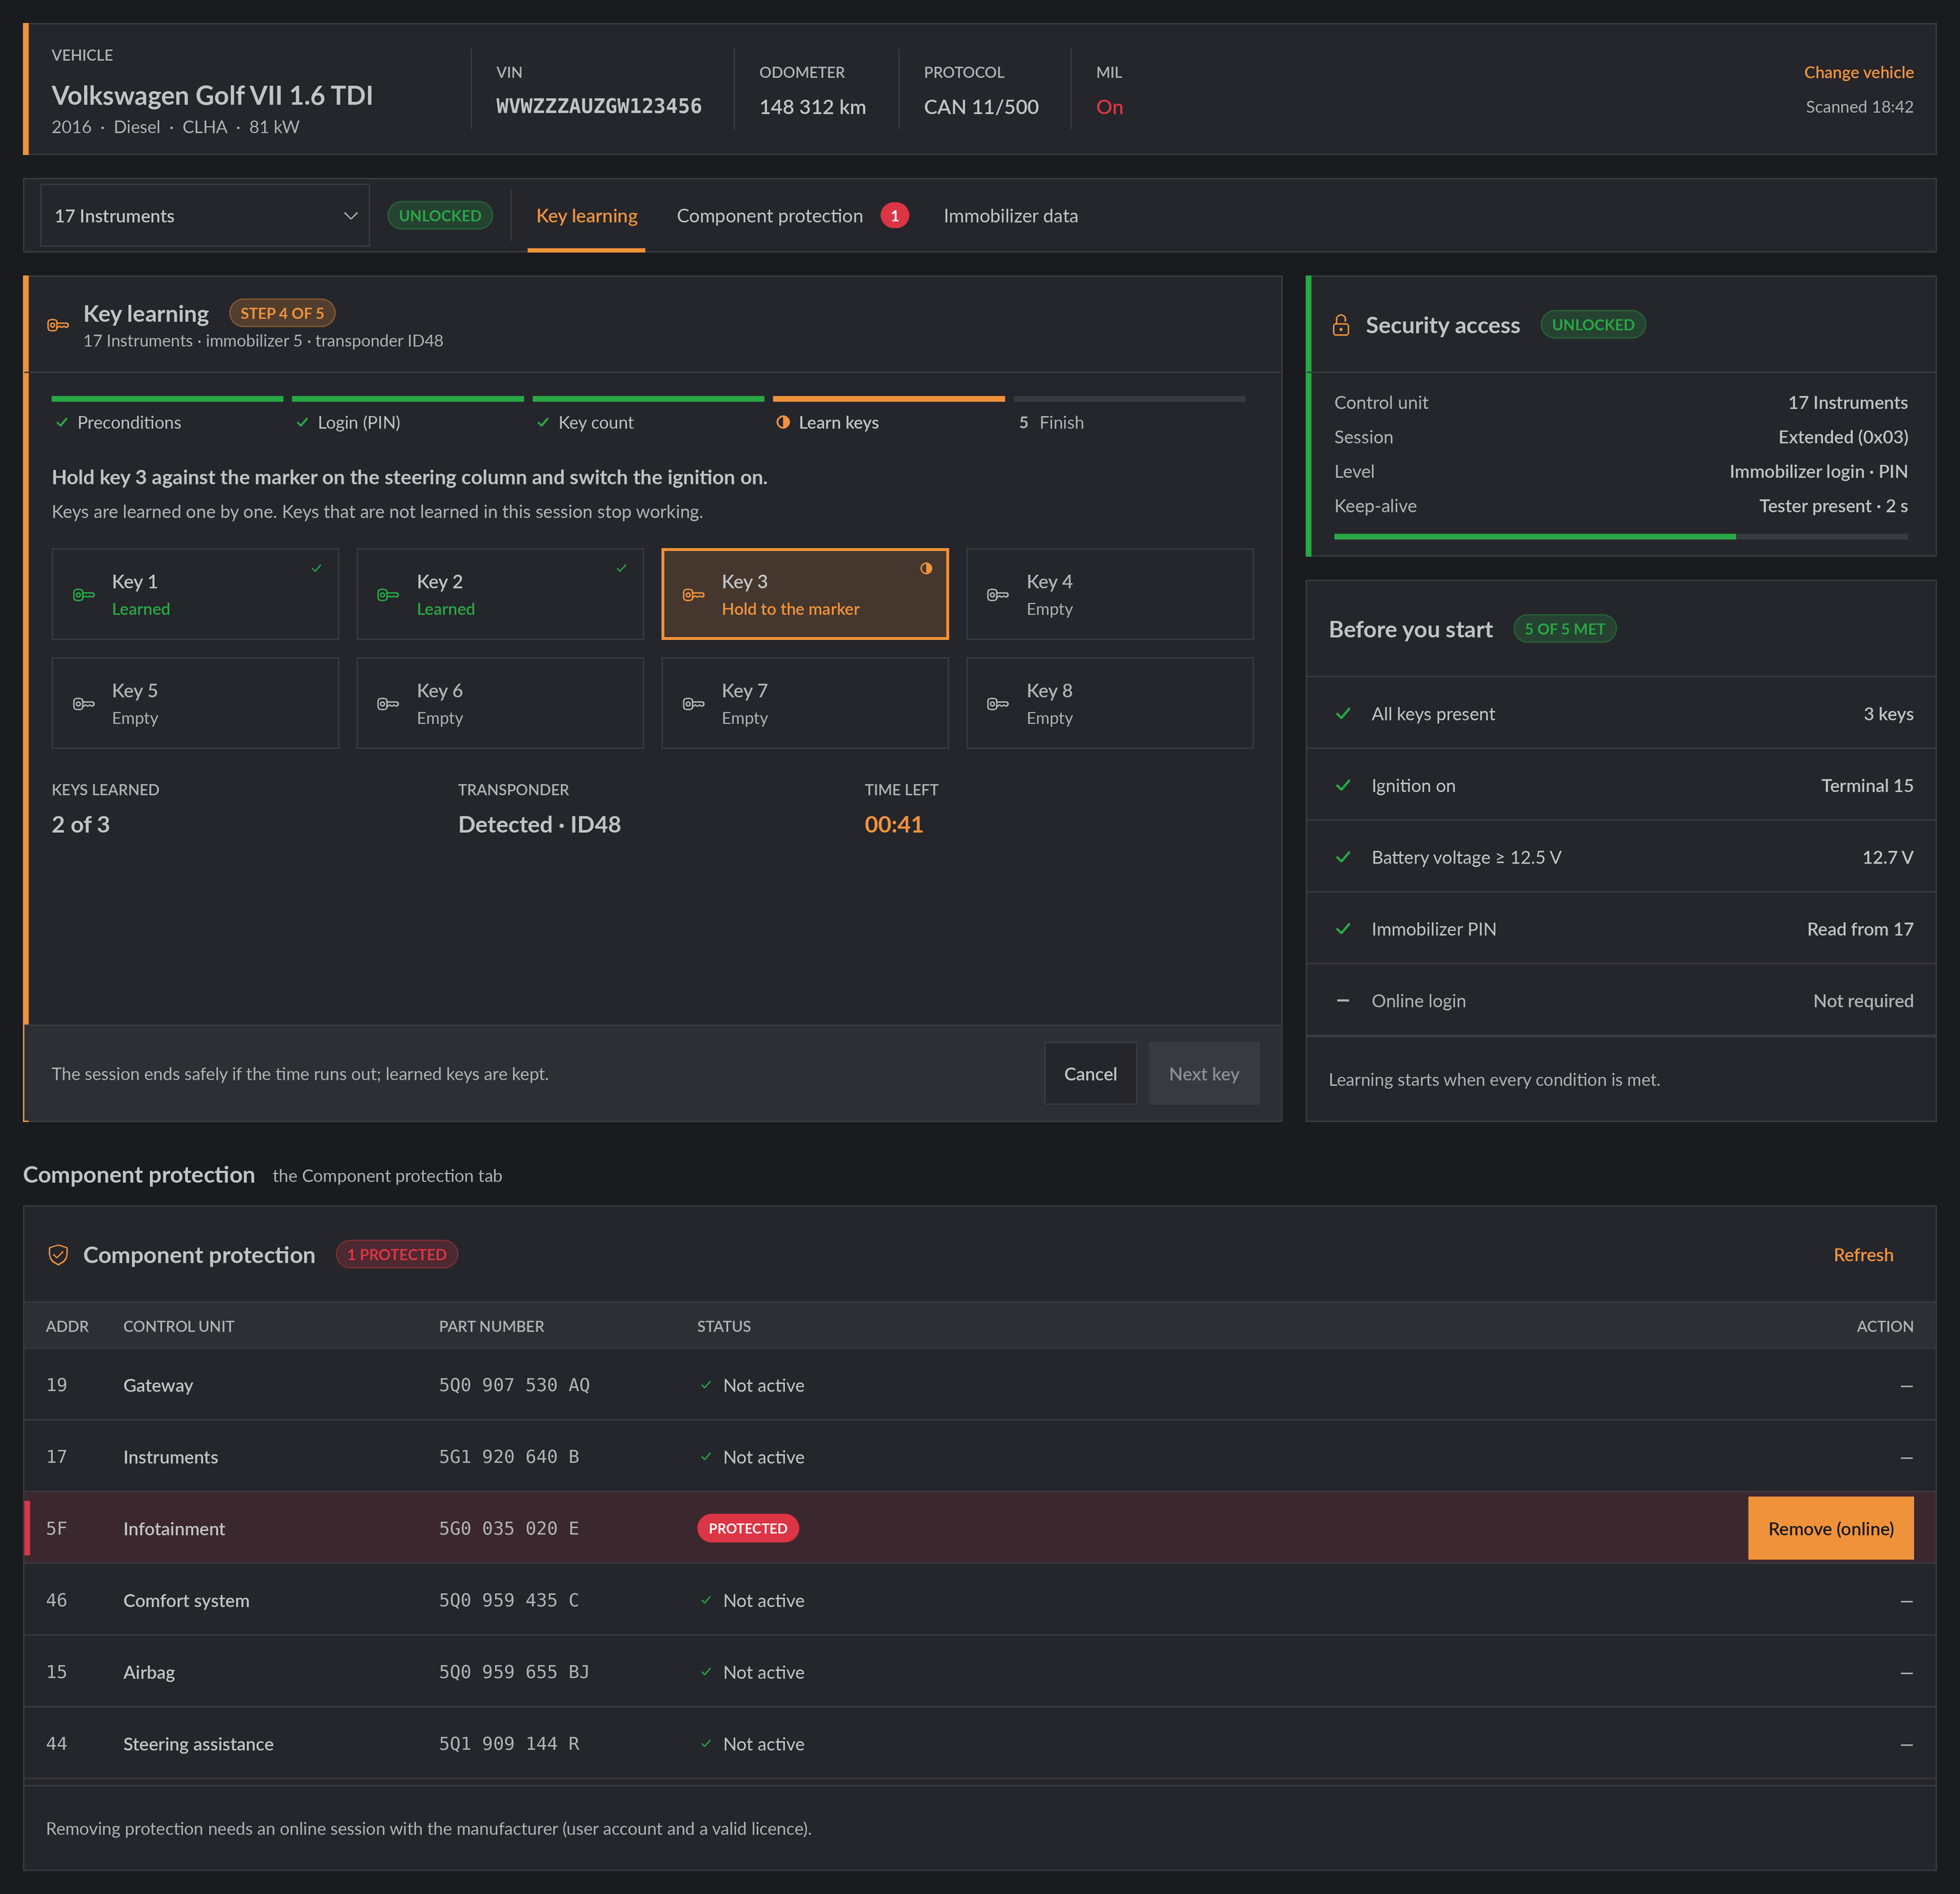 VEHICLE
Volkswagen Golf VII 1.6 TDI
2016 · Diesel · CLHA · 81 kW
VIN
WVWZZZAUZGW123456
ODOMETER
148 312 km
PROTOCOL
CAN 11/500
MIL
On
Change vehicle
Scanned 18:42
17 Instruments
UNLOCKED
Key learning
Component protection 1
Immobilizer data
Key learning STEP 4 OF 5
17 Instruments · immobilizer 5 · transponder ID48
Preconditions
Login (PIN)
Key count
Learn keys
5 Finish
Hold key 3 against the marker on the steering column and switch the ignition on.
Keys are learned one by one. Keys that are not learned in this session stop working.
Key 1
Learned
Key 2
Learned
Key 3
Hold to the marker
Key 4
Empty
Key 5
Empty
Key 6
Empty
Key 7
Empty
Key 8
Empty
KEYS LEARNED
2 of 3
TRANSPONDER
Detected · ID48
TIME LEFT
00:41
The session ends safely if the time runs out; learned keys are kept.
Cancel
Next key
Security access UNLOCKED
Control unit 17 Instruments
Session Extended (0x03)
Level Immobilizer login · PIN
Keep-alive Tester present · 2 s
Before you start 5 OF 5 MET
All keys present 3 keys
Ignition on Terminal 15
Battery voltage ≥ 12.5 V 12.7 V
Immobilizer PIN Read from 17
– Online login Not required
Learning starts when every condition is met.
Component protection the Component protection tab
Component protection 1 PROTECTED Refresh
ADDR CONTROL UNIT PART NUMBER STATUS ACTION
19 Gateway 5Q0 907 530 AQ Not active –
17 Instruments 5G1 920 640 B Not active –
5F Infotainment 5G0 035 020 E PROTECTED Remove (online)
46 Comfort system 5Q0 959 435 C Not active –
15 Airbag 5Q0 959 655 BJ Not active –
44 Steering assistance 5Q1 909 144 R Not active –
Removing protection needs an online session with the manufacturer (user account and a valid licence).